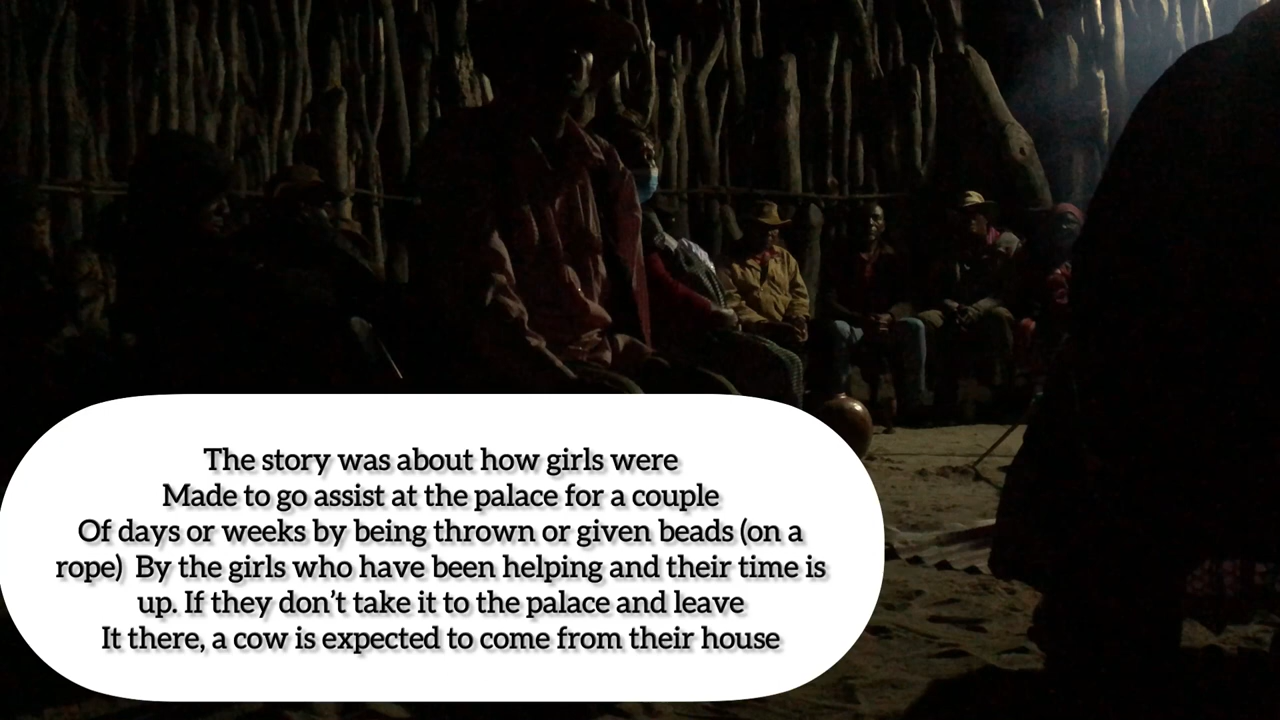 The story was about how girls were
Made to go assist at the palace for a couple
Of days or weeks by being thrown or given beads (on a
rope) By the girls who have been helping and their time is
up. If they don't take it to the palace and leave
It there, a cow is expected to come from their house